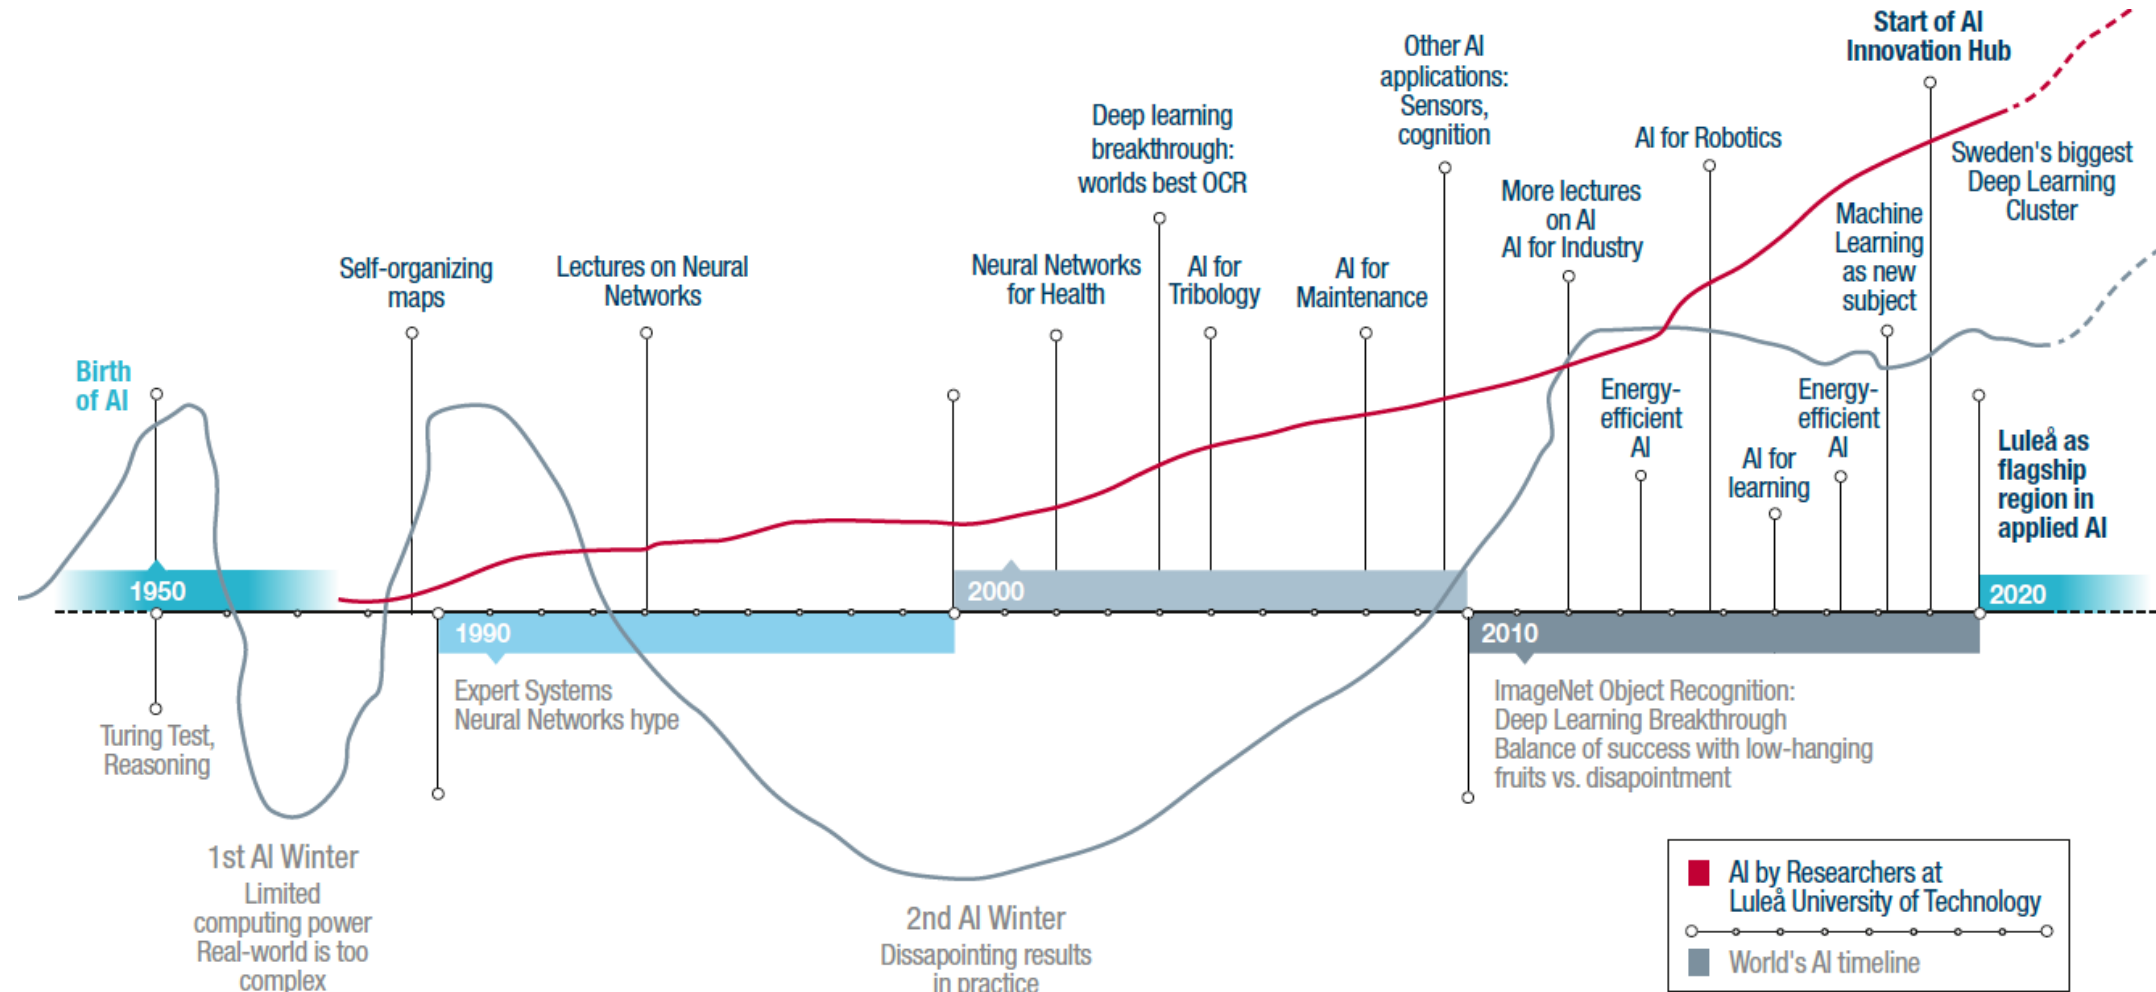 Start of AI
Innovation Hub
Other AI
applications:
Sensors,
cognition
Deep learning
breakthrough:
worlds best OCR
AI for Robotics
Sweden's biggest
Deep Learning
Cluster
More lectures
on AI
AI for Industry
Machine
Learning
as new
subject
Self-organizing
maps
Lectures on Neural
Networks
Neural Networks
for Health
AI for
Tribology
AI for
Maintenance
Birth
of AI
Energy-
efficient
AI
AI for
learning
Energy-
efficient
AI
Luleå as
flagship
region in
applied AI
1950
2000
2020
1990
2010
Turing Test,
Reasoning
Expert Systems
Neural Networks hype
ImageNet Object Recognition:
Deep Learning Breakthrough
Balance of success with low-hanging
fruits vs. disapointment
1st AI Winter
Limited
computing power
Real-world is too
complex
2nd AI Winter
Dissapointing results
in practice
AI by Researchers at
Luleå University of Technology
World's AI timeline